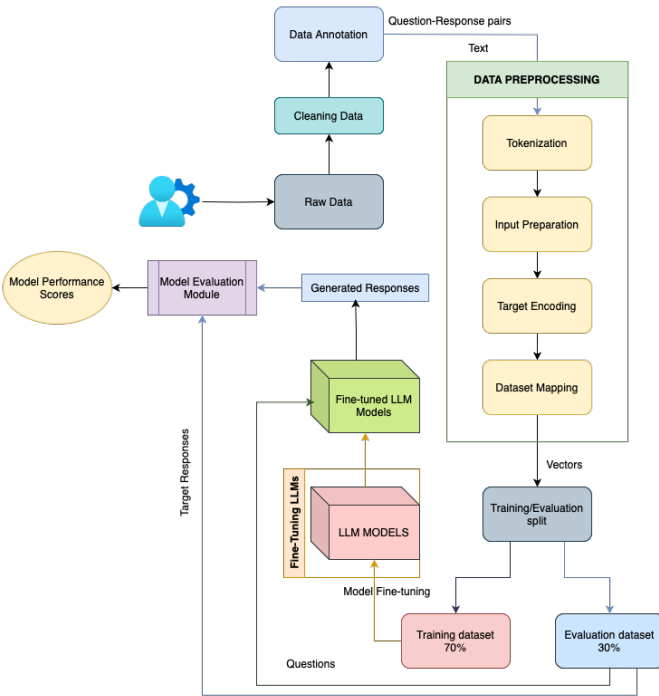 Question-Response pairs
Data Annotation
Text
DATA PREPROCESSING
Cleaning Data
Tokenization
Raw Data
Input Preparation
Model Performance
Scores
Model Evaluation
Module
Generated Responses
Target Encoding
Fine-tuned LLM
Models
Dataset Mapping
Target Responses
Vectors
Fine-Tuning LLMs
LLM MODELS
Training/Evaluation
split
Model Fine-tuning
Training dataset
70%
Evaluation dataset
30%
Questions